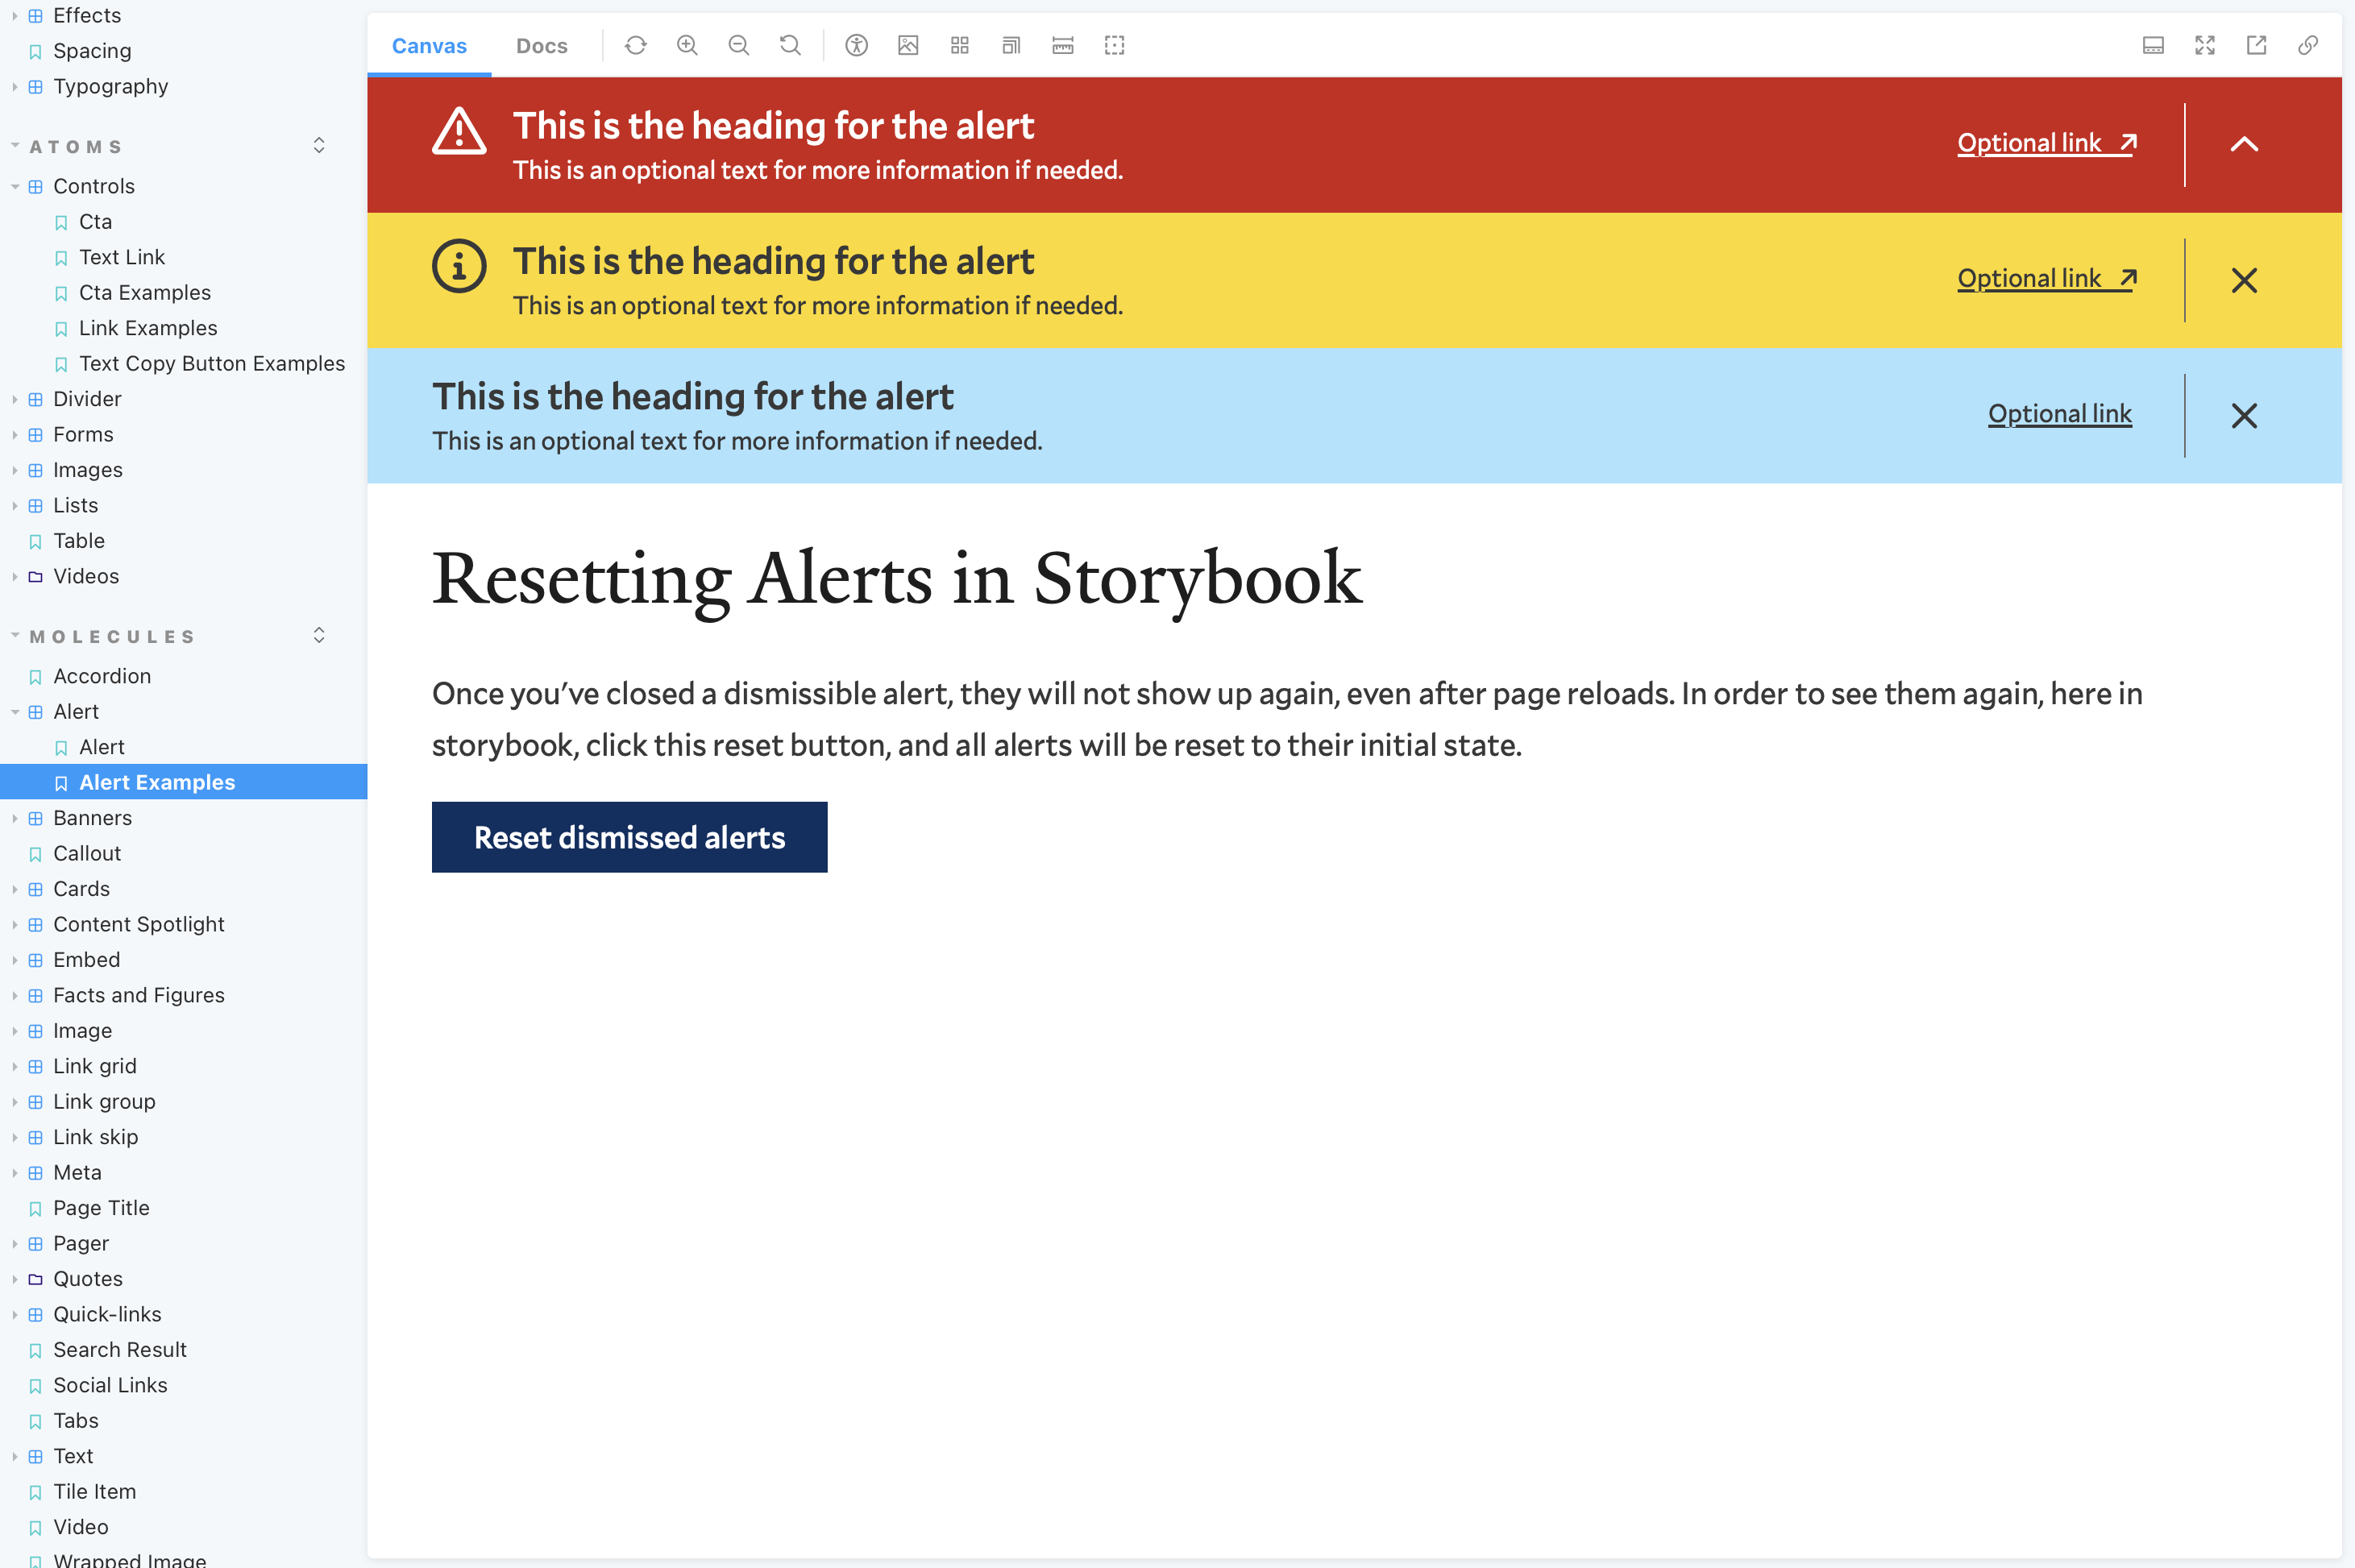 Effects
Spacing
Typography
ATOMS
Controls
Cta
Text Link
Cta Examples
Link Examples
Text Copy Button Examples
Divider
Forms
Images
Lists
Table
Videos
MOLECULES
Accordion
Alert
Alert
Alert Examples
Banners
Callout
Cards
Content Spotlight
Embed
Facts and Figures
Image
Link grid
Link group
Link skip
Meta
Page Title
Pager
Quotes
Quick-links
Search Result
Social Links
Tabs
Text
Tile Item
Video
Wrapped Image
Canvas
Docs
This is the heading for the alert
This is an optional text for more information if needed.
Optional link
This is the heading for the alert
This is an optional text for more information if needed.
Optional link
This is the heading for the alert
This is an optional text for more information if needed.
Optional link
Resetting Alerts in Storybook
Once you’ve closed a dismissible alert, they will not show up again, even after page reloads. In order to see them again, here in
storybook, click this reset button, and all alerts will be reset to their initial state.
Reset dismissed alerts